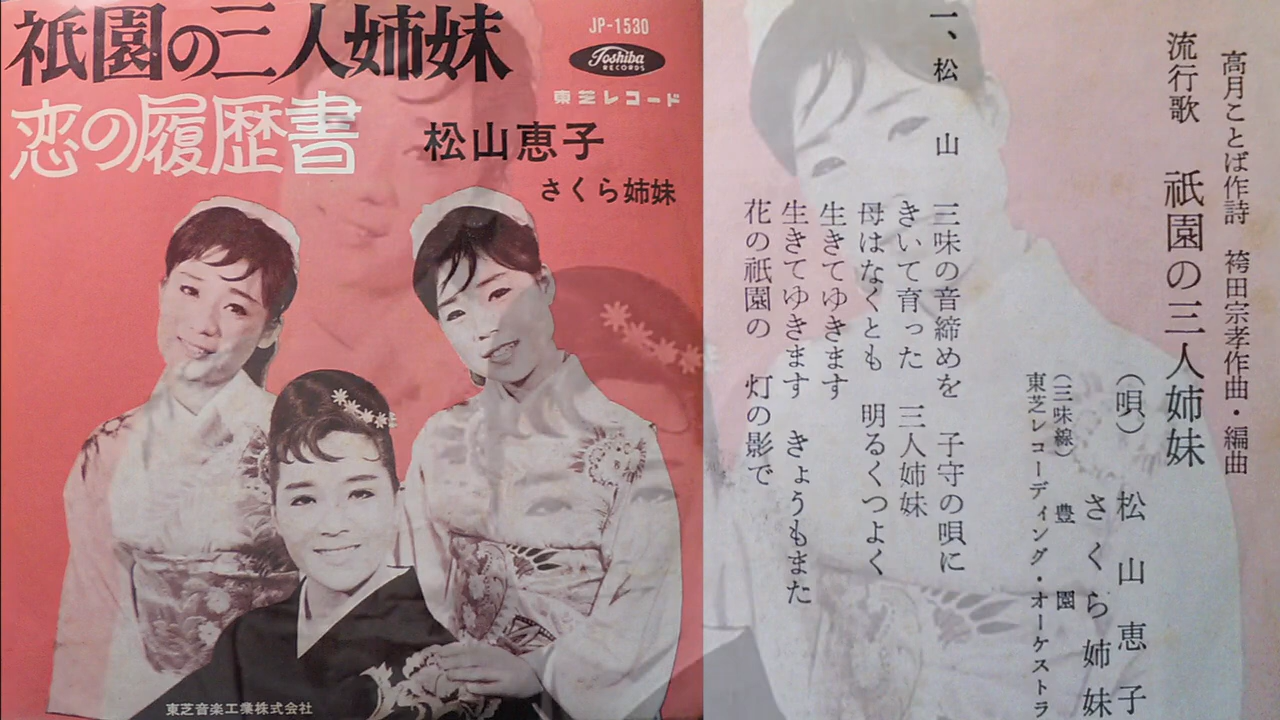 祇園の三人姉妹
恋の履歴書
JP-1530
Toshiba
RECORDS
東芝レコード
松山恵子
さくら姉妹
東芝音楽工業株式会社
高月ことば作詩　袴田宗孝作曲・編曲
流行歌　祇園の三人姉妹
（唄）　松山恵子
さくら姉妹
（三味線）　豊園
東芝レコーディング・オーケストラ
一、松山　三味の音締めを　子守の唄に
きいて育った　三人姉妹
母はなくとも　明るくつよく
生きてゆきます
生きてゆきます　きょうもまた
花の祇園の　灯の影で